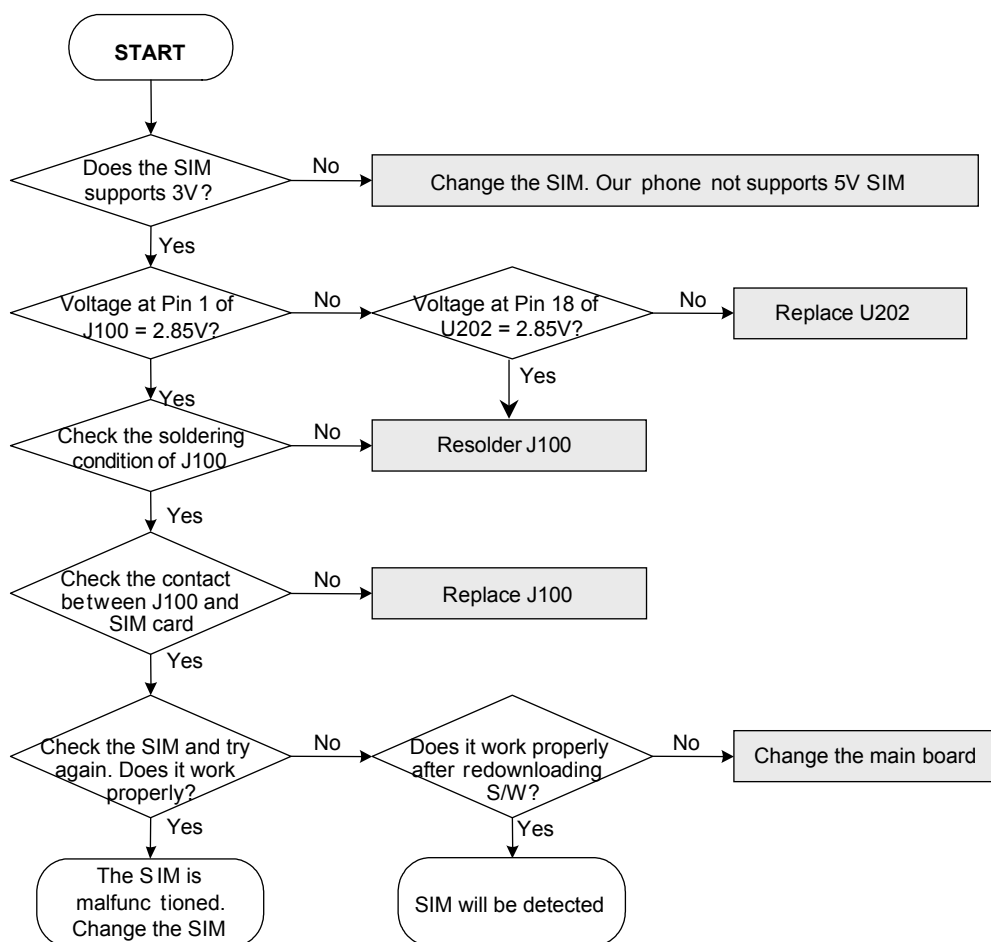 START
Does the SIM
supports 3V?
No
Change the SIM. Our phone not supports 5V SIM
Yes
Voltage at Pin 1 of
J100 = 2.85V?
No
Voltage at Pin 18 of
U202 = 2.85V?
No
Replace U202
Yes
Yes
Check the soldering
condition of J100
No
Resolder J100
Yes
Check the contact
between J100 and
SIM card
No
Replace J100
Yes
Check the SIM and try
again. Does it work
properly?
No
Does it work properly
after redownloading
S/W?
No
Change the main board
Yes
Yes
The SIM is
malfunc tioned.
Change the SIM
SIM will be detected